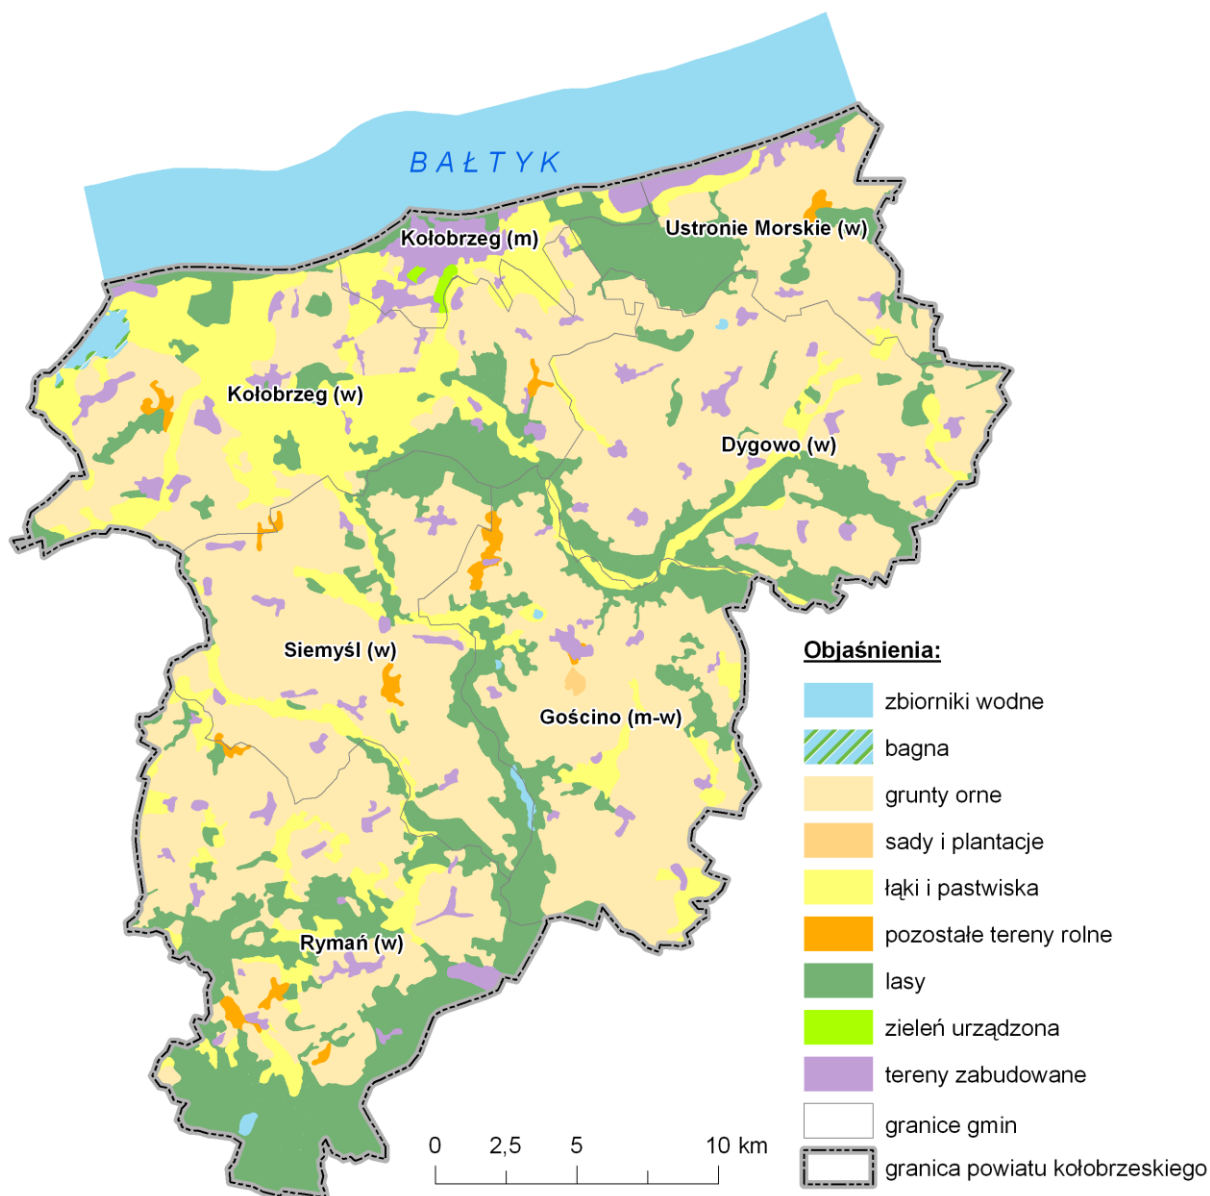 BAŁTYK
Kołobrzeg (m)
Ustronie Morskie (w)
Kołobrzeg (w)
Dygowo (w)
Siemyśl (w)
Gościno (m-w)
Rymań (w)
Objaśnienia:
zbiorniki wodne
bagna
grunty orne
sady i plantacje
łąki i pastwiska
pozostałe tereny rolne
lasy
zieleń urządzona
tereny zabudowane
granice gmin
granica powiatu kołobrzeskiego
0 2,5 5 10 km